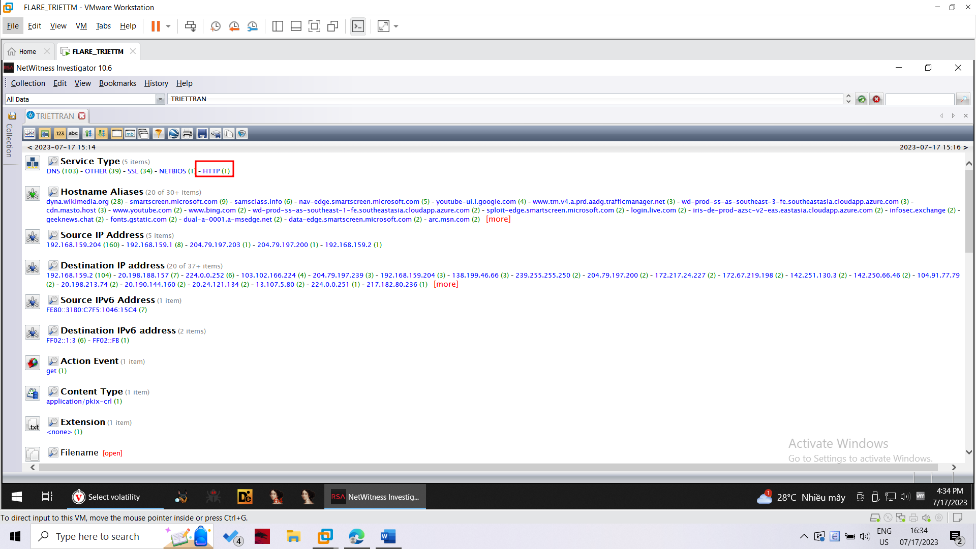 FLARE_TRIETTM - VMware Workstation
File Edit View VM Tabs Help
Home FLARE_TRIETTM
NetWitness Investigator 10.6
Collection Edit View Bookmarks History Help
All Data TRIETTRAN
Collection
TRIETTRAN
< 2023-07-17 15:14 2023-07-17 15:16 >
Service Type (5 items)
DNS (103) - OTHER (39) - SSL (34) - NETBIOS (1) - HTTP (1)
Hostname Aliases (20 of 30+ items)
dyna.wikimedia.org (28) - smartscreen.microsoft.com (9) - samsclass.info (6) - nav-edge.smartscreen.microsoft.com (5) - youtube-ui.l.google.com (4) - www.tm.v4.a.prd.aadg.trafficmanager.net (3) - wd-prod-ss-as-southeast-3-fe.southeastasia.cloudapp.azure.com (3) -
cdn.masto.host (3) - www.youtube.com (2) - www.bing.com (2) - wd-prod-ss-as-southeast-1-fe.southeastasia.cloudapp.azure.com (2) - sploit-edge.smartscreen.microsoft.com (2) - login.live.com (2) - iris-de-prod-azsc-v2-eas.eastasia.cloudapp.azure.com (2) - infosec.exchange (2) -
geeksnews.chat (2) - fonts.gstatic.com (2) - dual-a-0001.a-msedge.net (2) - data-edge.smartscreen.microsoft.com (2) - arc.msn.com (2) [more]
Source IP Address (5 items)
192.168.159.204 (160) - 192.168.159.1 (8) - 204.79.197.203 (1) - 204.79.197.200 (1) - 192.168.159.2 (1)
Destination IP address (20 of 37+ items)
192.168.159.2 (104) - 20.198.188.157 (7) - 224.0.0.252 (6) - 103.102.166.224 (4) - 204.79.197.239 (3) - 192.168.159.204 (3) - 138.199.46.66 (3) - 239.255.255.250 (2) - 204.79.197.200 (2) - 172.217.24.227 (2) - 172.67.219.198 (2) - 142.251.130.3 (2) - 142.250.66.46 (2) - 104.91.77.79
(2) - 20.198.213.74 (2) - 20.190.144.160 (2) - 20.24.121.134 (2) - 13.107.5.80 (2) - 224.0.0.251 (1) - 217.182.80.236 (1) [more]
Source IPv6 Address (1 item)
FE80::3180:C7F5:1046:15C4 (7)
Destination IPv6 address (2 items)
FF02::1:3 (6) - FF02::FB (1)
Action Event (1 item)
get (1)
Content Type (1 item)
application/pkix-crl (1)
Extension (1 item)
<none> (1)
Filename [open]
Activate Windows
Go to Settings to activate Windows.
Select volatility RSA NetWitness Investig... 28°C Nhiều mây 4:34 PM
7/17/2023
To direct input to this VM, move the mouse pointer inside or press Ctrl+G.
Type here to search ENG 16:34
US 07/17/2023